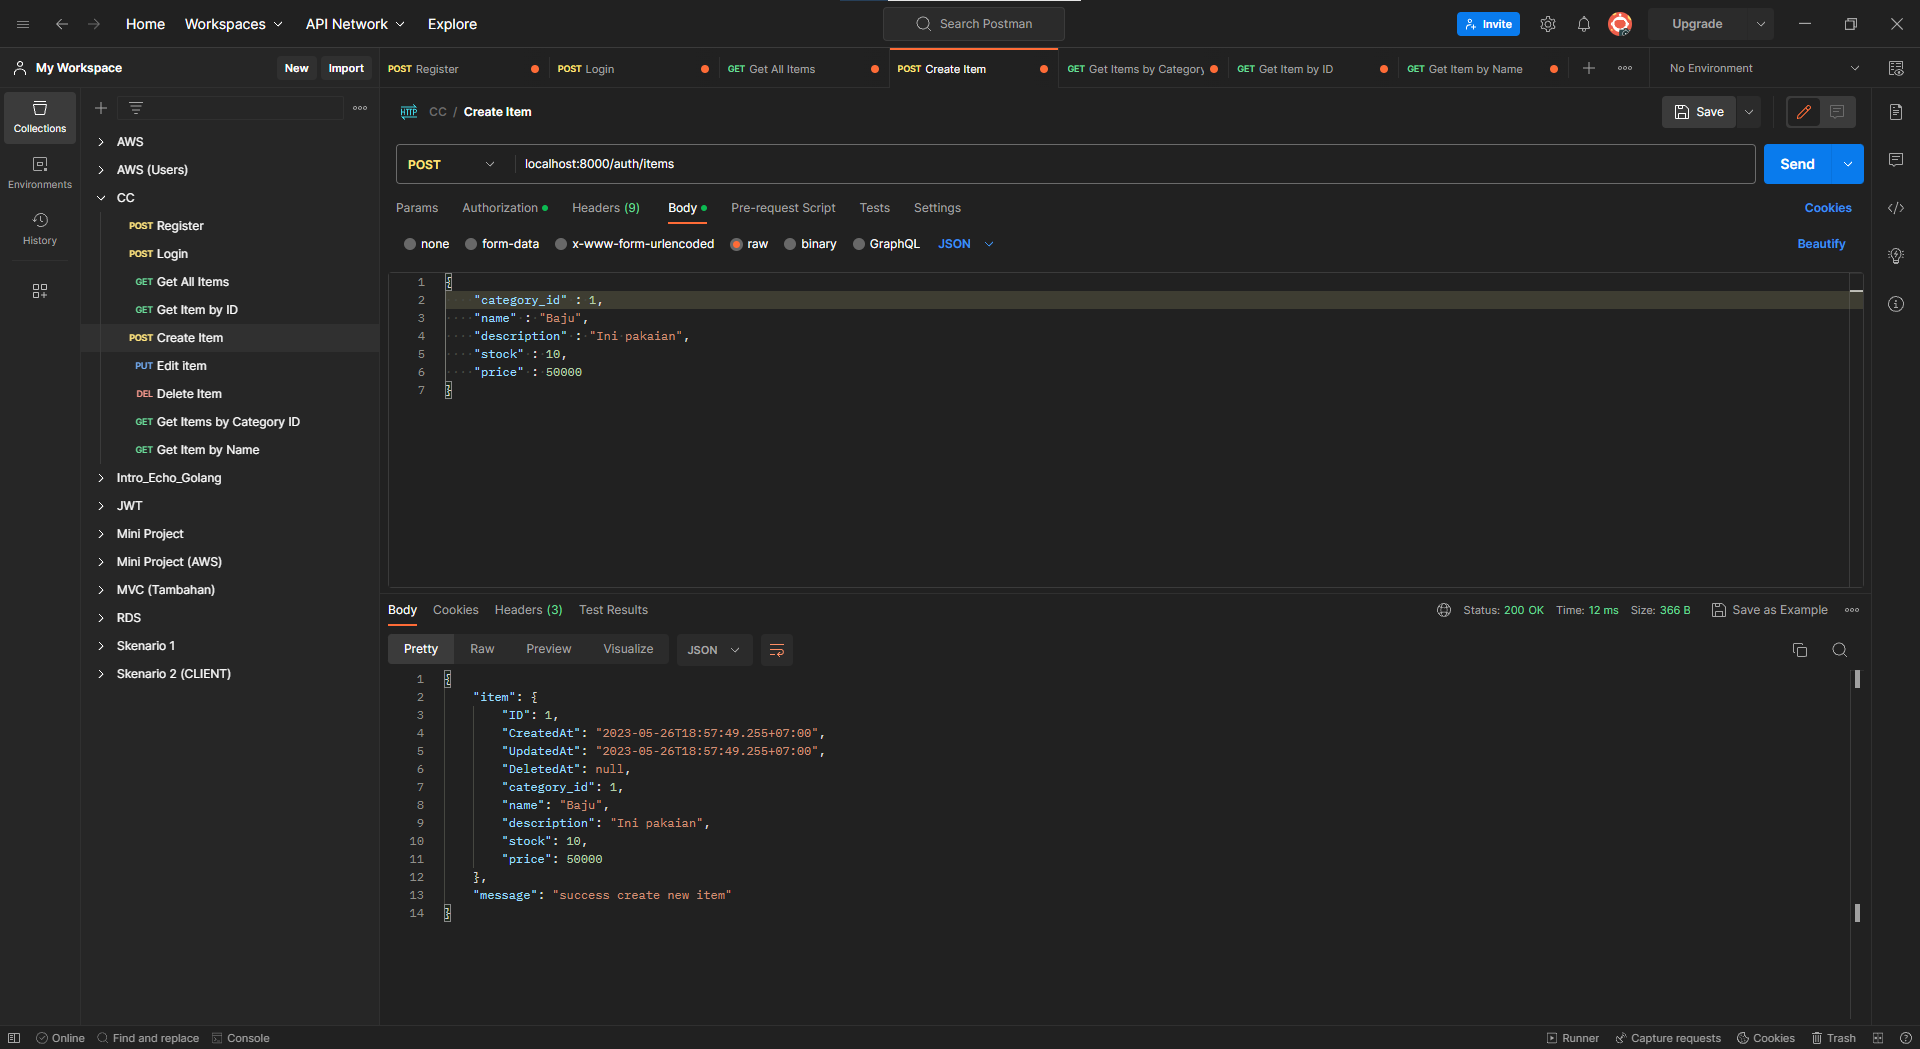 Home Workspaces API Network Explore Search Postman Invite Upgrade
My Workspace New Import POST Register POST Login GET Get All Items POST Create Item GET Get Items by Category GET Get Item by ID GET Get Item by Name No Environment
Collections
Environments
History
AWS
AWS (Users)
CC
POST Register
POST Login
GET Get All Items
GET Get Item by ID
POST Create Item
PUT Edit item
DEL Delete Item
GET Get Items by Category ID
GET Get Item by Name
Intro_Echo_Golang
JWT
Mini Project
Mini Project (AWS)
MVC (Tambahan)
RDS
Skenario 1
Skenario 2 (CLIENT)
HTTP CC / Create Item Save
POST localhost:8000/auth/items Send
Params Authorization Headers (9) Body Pre-request Script Tests Settings Cookies
none form-data x-www-form-urlencoded raw binary GraphQL JSON Beautify
1 {
2 "category_id" : 1,
3 "name" : "Baju",
4 "description" : "Ini pakaian",
5 "stock" : 10,
6 "price" : 50000
7 }
Body Cookies Headers (3) Test Results Status: 200 OK Time: 12 ms Size: 366 B Save as Example
Pretty Raw Preview Visualize JSON
1 {
2 "item": {
3 "ID": 1,
4 "CreatedAt": "2023-05-26T18:57:49.255+07:00",
5 "UpdatedAt": "2023-05-26T18:57:49.255+07:00",
6 "DeletedAt": null,
7 "category_id": 1,
8 "name": "Baju",
9 "description": "Ini pakaian",
10 "stock": 10,
11 "price": 50000
12 },
13 "message": "success create new item"
14 }
Online Find and replace Console Runner Capture requests Cookies Trash